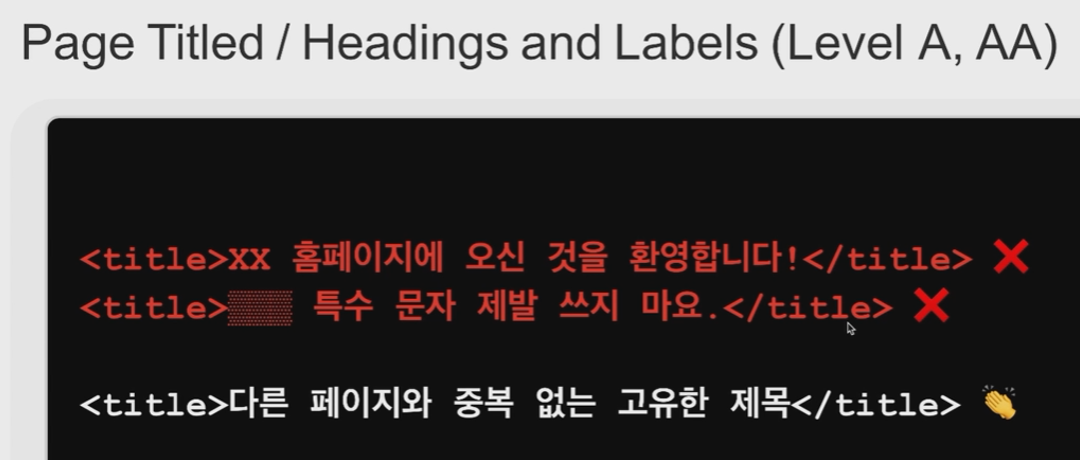 Page Titled / Headings and Labels (Level A, AA)
<title>XX 홈페이지에 오신 것을 환영합니다!</title> ❌
<title>▒▒▒ 특수 문자 제발 쓰지 마요.</title> ❌
<title>다른 페이지와 중복 없는 고유한 제목</title> 👏